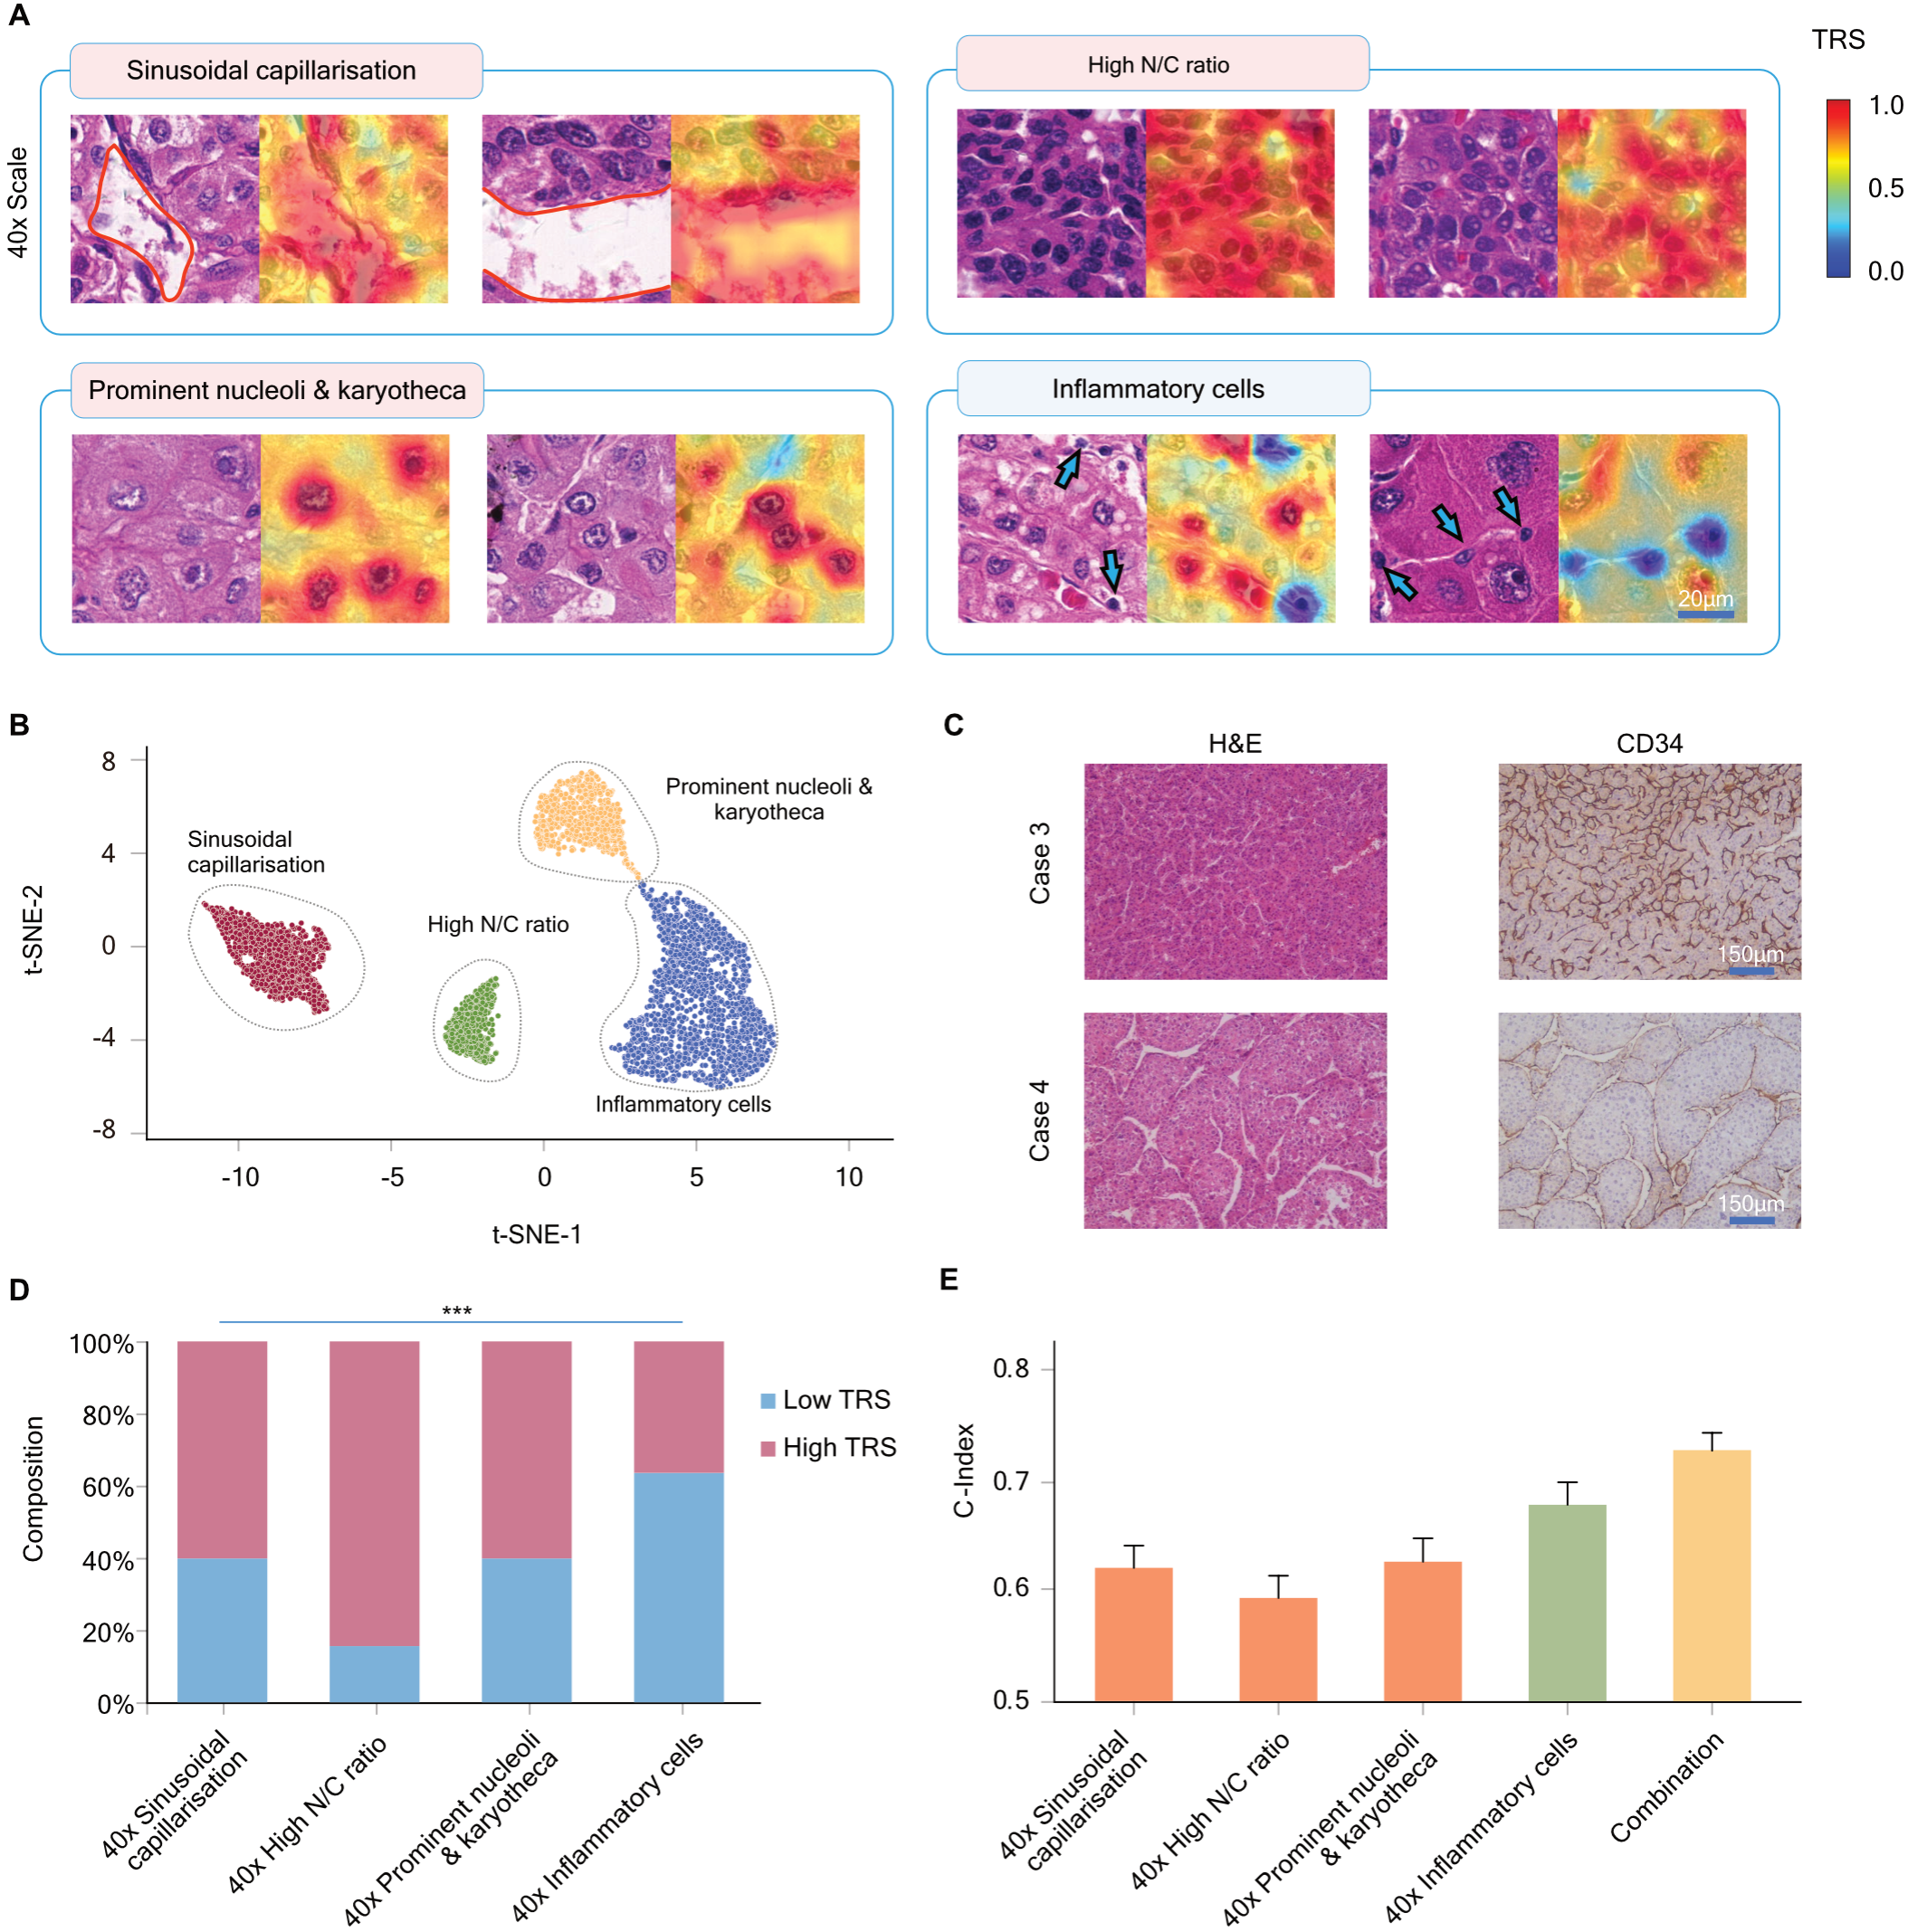 A
Sinusoidal capillarisation
High N/C ratio
TRS
40x Scale
1.0
0.5
0.0
Prominent nucleoli & karyotheca
Inflammatory cells
20µm
B
8
4
0
-4
-8
t-SNE-2
Sinusoidal
capillarisation
High N/C ratio
Prominent nucleoli &
karyotheca
Inflammatory cells
-10
-5
0
5
10
t-SNE-1
C
H&E
CD34
Case 3
150µm
Case 4
150µm
D
***
100%
80%
60%
40%
20%
0%
Composition
Low TRS
High TRS
40x Sinusoidal
capillarisation
40x High N/C ratio
40x Prominent nucleoli
& karyotheca
40x Inflammatory cells
E
0.8
0.7
0.6
0.5
C-Index
40x Sinusoidal
capillarisation
40x High N/C ratio
40x Prominent nucleoli
& karyotheca
40x Inflammatory cells
Combination